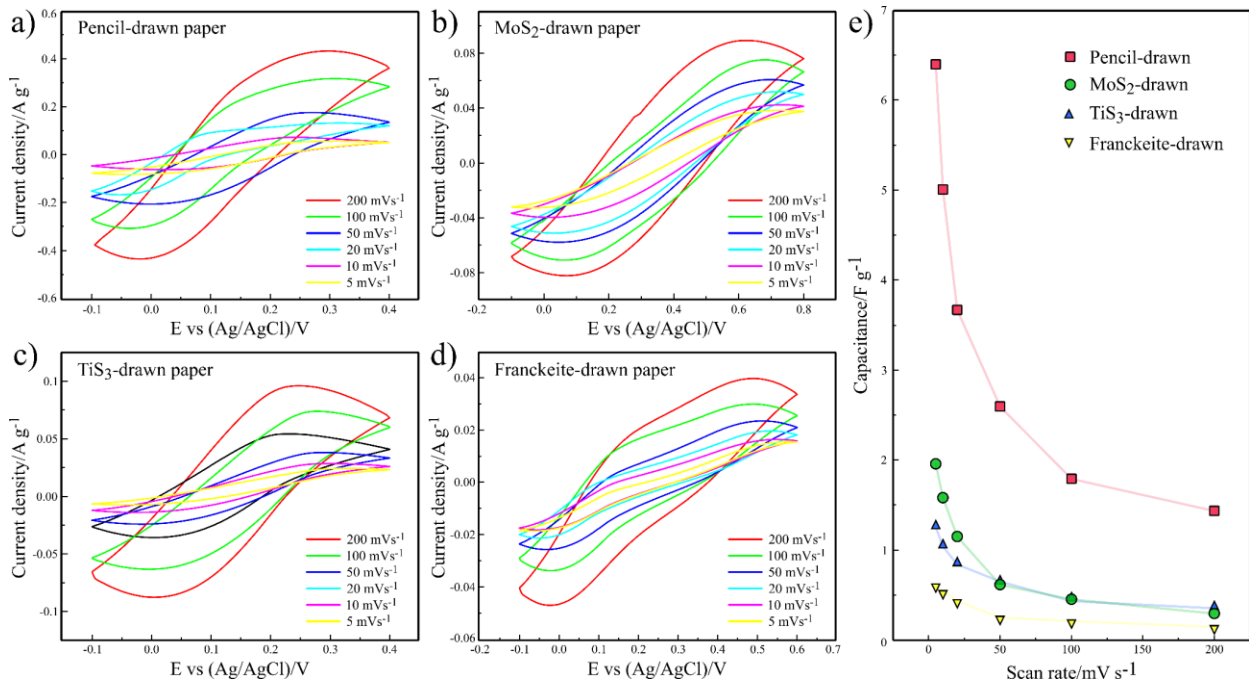 a)
Pencil-drawn paper
Current density/A g⁻¹
0.6
0.4
0.2
0.0
-0.2
-0.4
-0.6
-0.1 0.0 0.1 0.2 0.3 0.4
E vs (Ag/AgCl)/V
200 mVs⁻¹
100 mVs⁻¹
50 mVs⁻¹
20 mVs⁻¹
10 mVs⁻¹
5 mVs⁻¹
b)
MoS₂-drawn paper
Current density/A g⁻¹
0.08
0.04
0.0
-0.04
-0.08
-0.2 0.0 0.2 0.4 0.6 0.8
E vs (Ag/AgCl)/V
200 mVs⁻¹
100 mVs⁻¹
50 mVs⁻¹
20 mVs⁻¹
10 mVs⁻¹
5 mVs⁻¹
c)
TiS₃-drawn paper
Current density/A g⁻¹
0.1
0.05
0.00
-0.05
-0.1
-0.1 0.0 0.1 0.2 0.3 0.4
E vs (Ag/AgCl)/V
200 mVs⁻¹
100 mVs⁻¹
50 mVs⁻¹
20 mVs⁻¹
10 mVs⁻¹
5 mVs⁻¹
d)
Franckeite-drawn paper
Current density/A g⁻¹
0.04
0.02
0.00
-0.02
-0.04
-0.06
-0.2 -0.1 0.0 0.1 0.2 0.3 0.4 0.5 0.6 0.7
E vs (Ag/AgCl)/V
200 mVs⁻¹
100 mVs⁻¹
50 mVs⁻¹
20 mVs⁻¹
10 mVs⁻¹
5 mVs⁻¹
e)
Pencil-drawn
MoS₂-drawn
TiS₃-drawn
Franckeite-drawn
Capacitance/F g⁻¹
7
6
5
4
3
2
1
0
0 50 100 150 200
Scan rate/mV s⁻¹